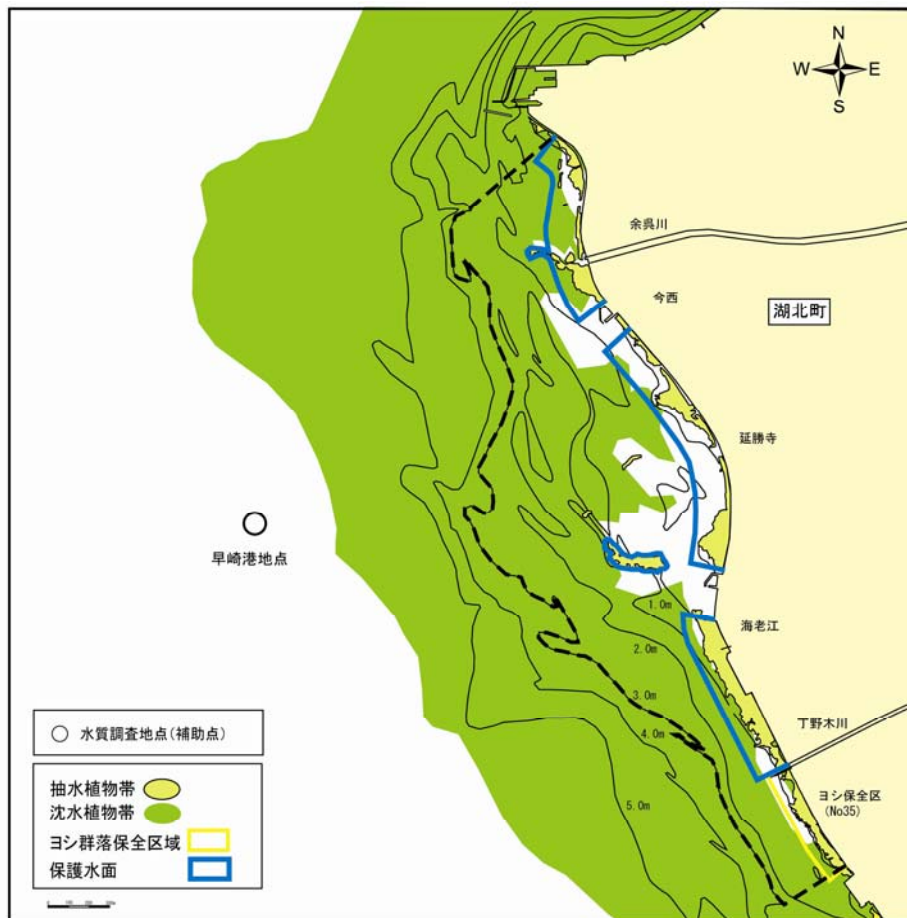 N
W E
S
余呉川
今西
湖北町
延勝寺
早崎港地点
1.0m
海老江
2.0m
3.0m
丁野木川
4.0m
ヨシ保全区
(No35)
5.0m
水質調査地点(補助点)
抽水植物帯
沈水植物帯
ヨシ群落保全区域
保護水面